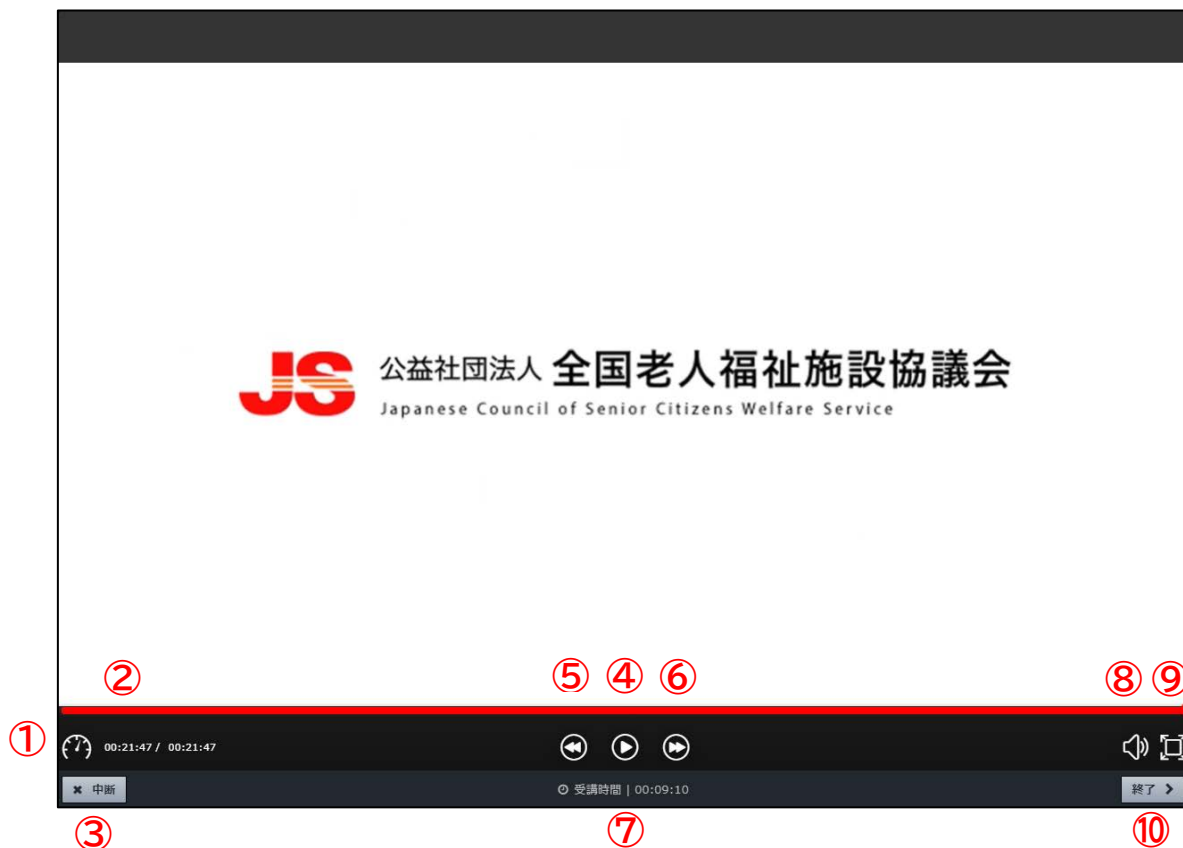 JS 公益社団法人 全国老人福祉施設協議会
Japanese Council of Senior Citizens Welfare Service
② ⑤ ④ ⑥ ⑧ ⑨
① 00:21:47 / 00:21:47
✖ 中断 受講時間 | 00:09:10 終了 >
③ ⑦ ⑩